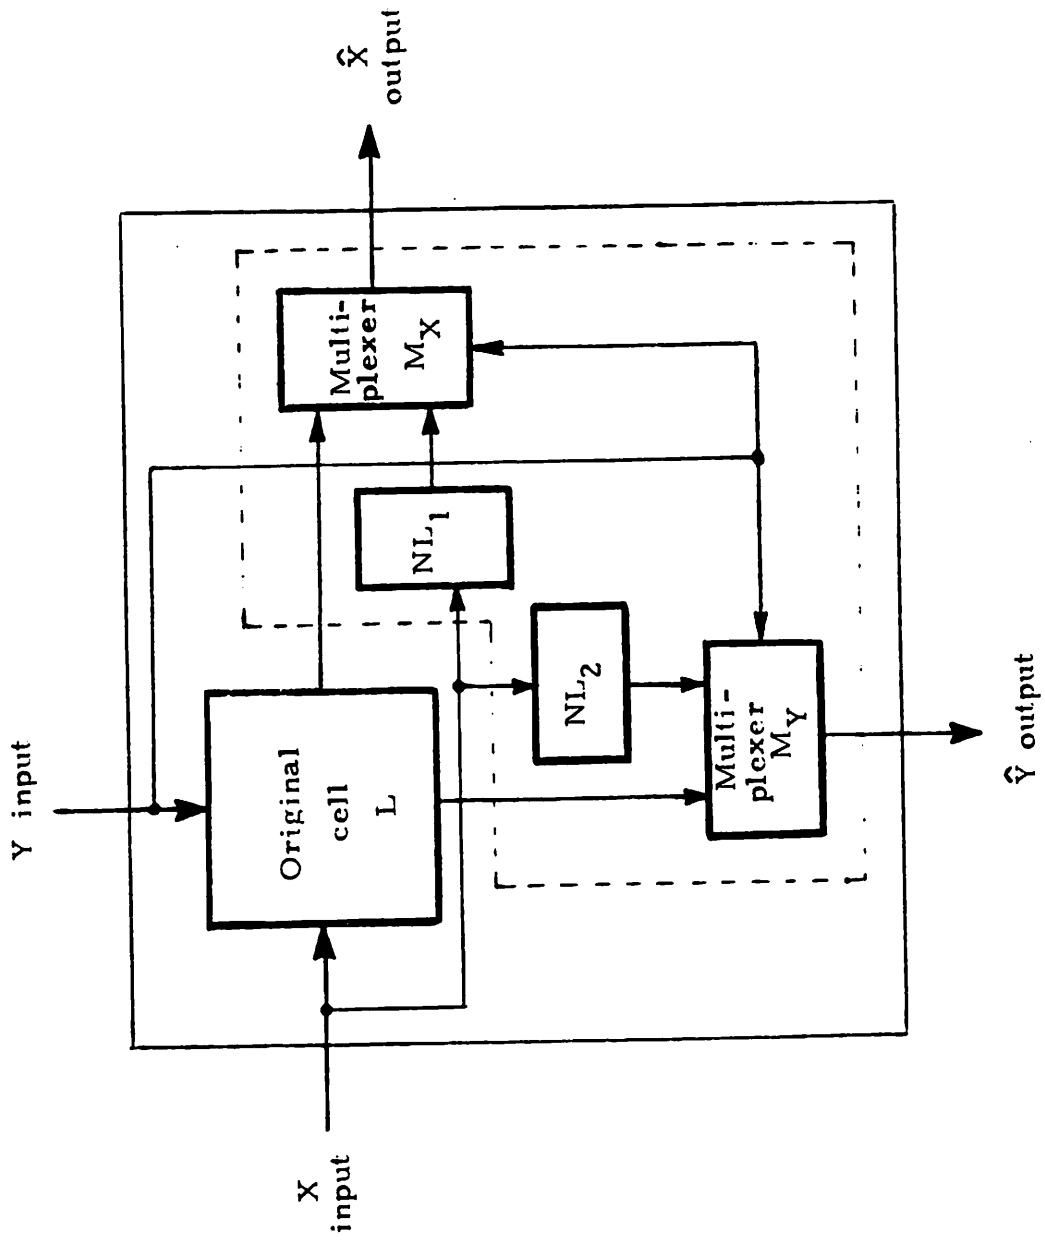 Y input
X
input
Original
cell
L
NL1
NL2
Multi-
plexer
MX
Multi-
plexer
MY
X̂
output
Ŷ output